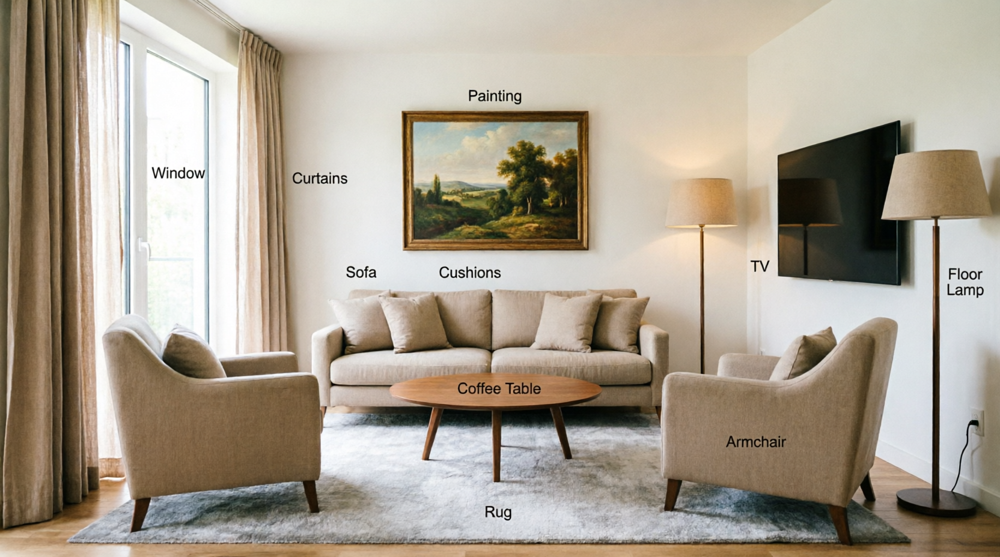 Painting
Window
Curtains
Sofa
Cushions
TV
Floor
Lamp
Coffee Table
Armchair
Rug